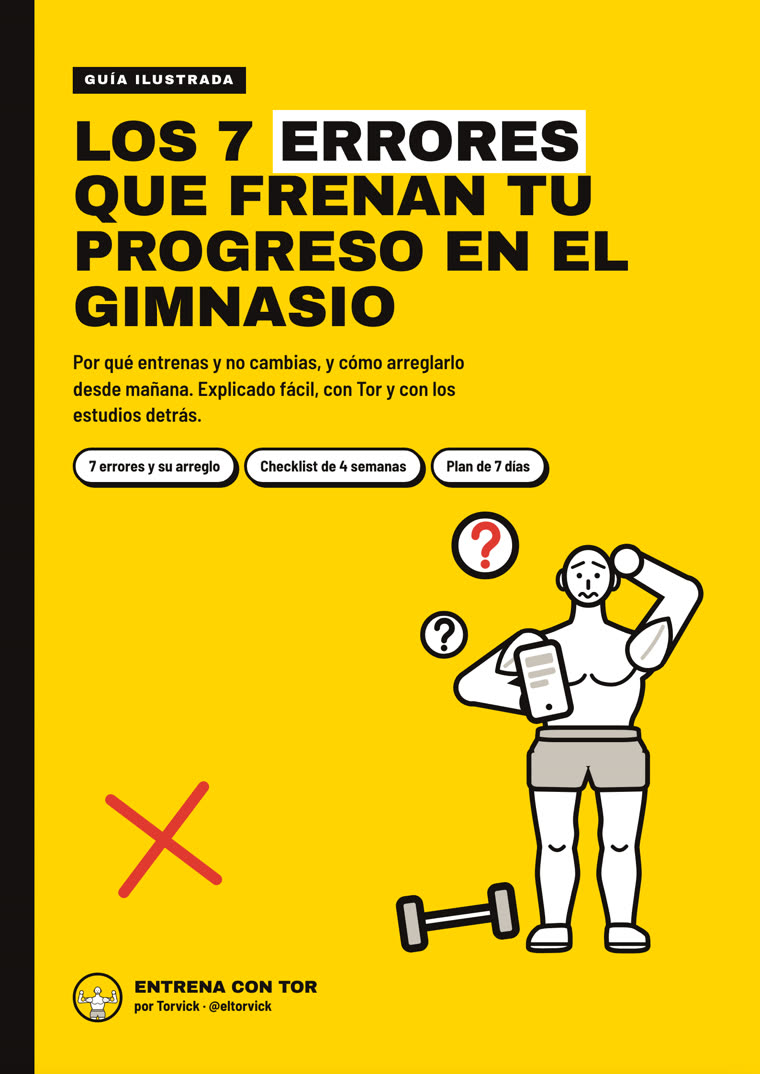 GUÍA ILUSTRADA
LOS 7 ERRORES
QUE FRENAN TU
PROGRESO EN EL
GIMNASIO
Por qué entrenas y no cambias, y cómo arreglarlo
desde mañana. Explicado fácil, con Tor y con los
estudios detrás.
7 errores y su arreglo
Checklist de 4 semanas
Plan de 7 días
?
?
ENTRENA CON TOR
por Torvick · @eltorvick